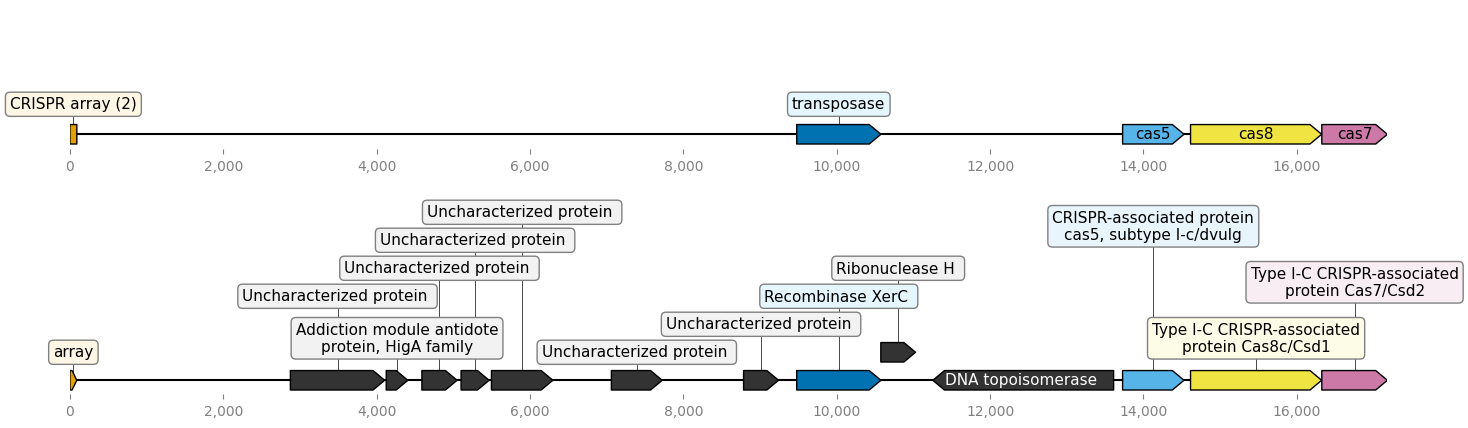 CRISPR array (2)
transposase
cas5
cas8
cas7
0
2,000
4,000
6,000
8,000
10,000
12,000
14,000
16,000
Uncharacterized protein
CRISPR-associated protein
cas5, subtype I-c/dvulg
Uncharacterized protein
Uncharacterized protein
Ribonuclease H
Type I-C CRISPR-associated
protein Cas7/Csd2
Uncharacterized protein
Recombinase XerC
Addiction module antidote
protein, HigA family
Uncharacterized protein
Type I-C CRISPR-associated
protein Cas8c/Csd1
array
Uncharacterized protein
DNA topoisomerase
0
2,000
4,000
6,000
8,000
10,000
12,000
14,000
16,000